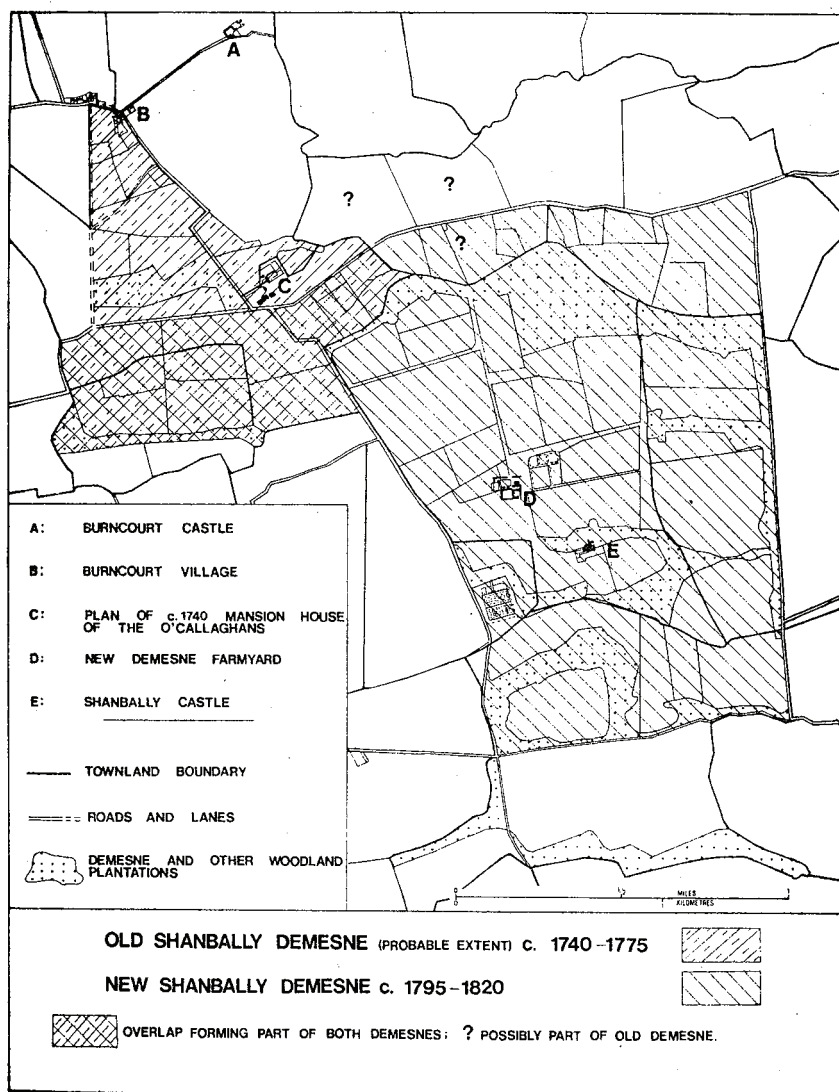 A
B
?
?
?
C
D
E
A: BURNCOURT CASTLE
B: BURNCOURT VILLAGE
C: PLAN OF c.1740 MANSION HOUSE
OF THE O'CALLAGHANS
D: NEW DEMESNE FARMYARD
E: SHANBALLY CASTLE
TOWNLAND BOUNDARY
ROADS AND LANES
DEMESNE AND OTHER WOODLAND
PLANTATIONS
MILES
KILOMETRES
OLD SHANBALLY DEMESNE (PROBABLE EXTENT) C. 1740-1775
NEW SHANBALLY DEMESNE c. 1795-1820
OVERLAP FORMING PART OF BOTH DEMESNES; ? POSSIBLY PART OF OLD DEMESNE.